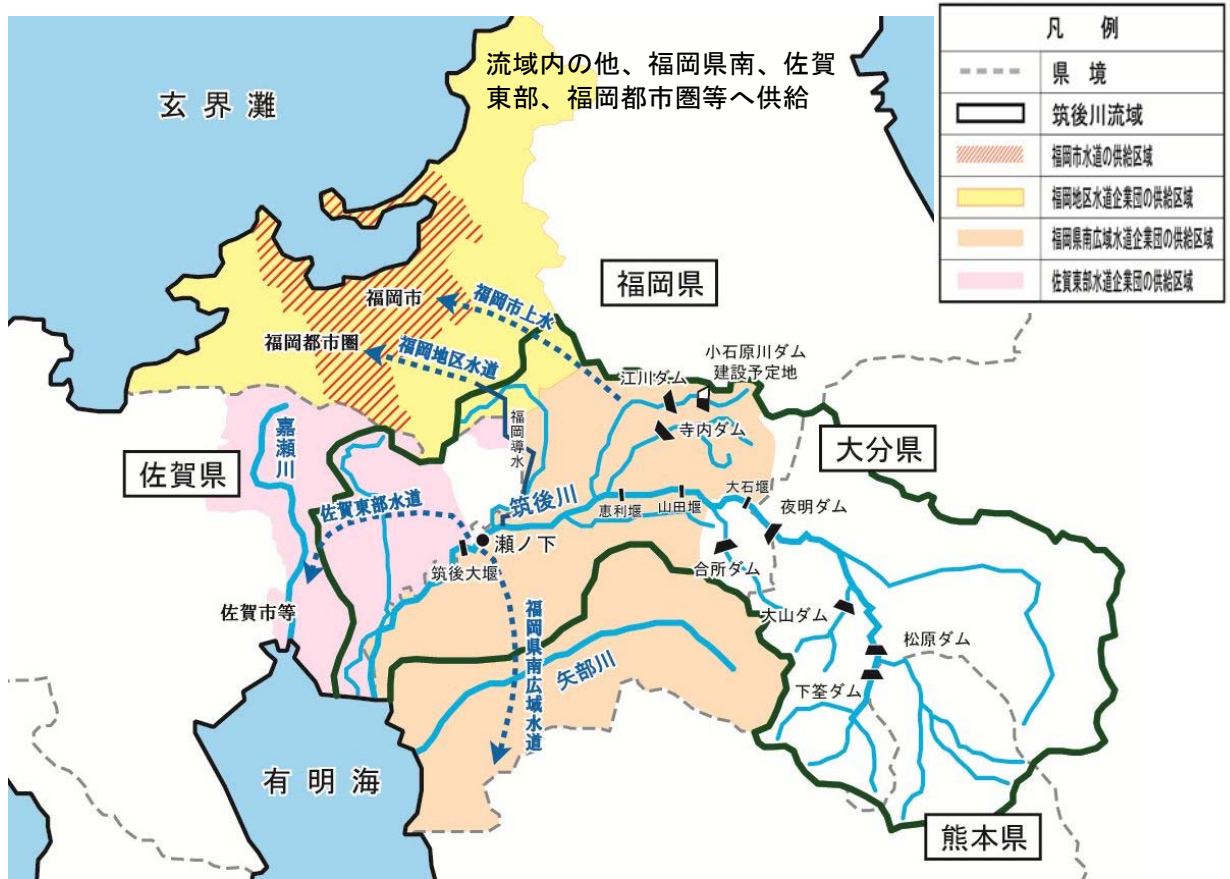 流域内の他、福岡県南、佐賀
東部、福岡都市圏等へ供給
凡 例
県 境
筑後川流域
福岡市水道の供給区域
福岡地区水道企業団の供給区域
福岡県南広域水道企業団の供給区域
佐賀東部水道企業団の供給区域
玄界灘
福岡県
福岡市
福岡市上水
福岡都市圏
福岡地区水道
小石原川ダム
建設予定地
江川ダム
寺内ダム
福岡導水
嘉瀬川
佐賀県
大分県
佐賀東部水道
筑後川
恵利堰
山田堰
大石堰
夜明ダム
瀬ノ下
筑後大堰
合所ダム
佐賀市等
福岡県南広域水道
大山ダム
松原ダム
矢部川
下筌ダム
有明海
熊本県